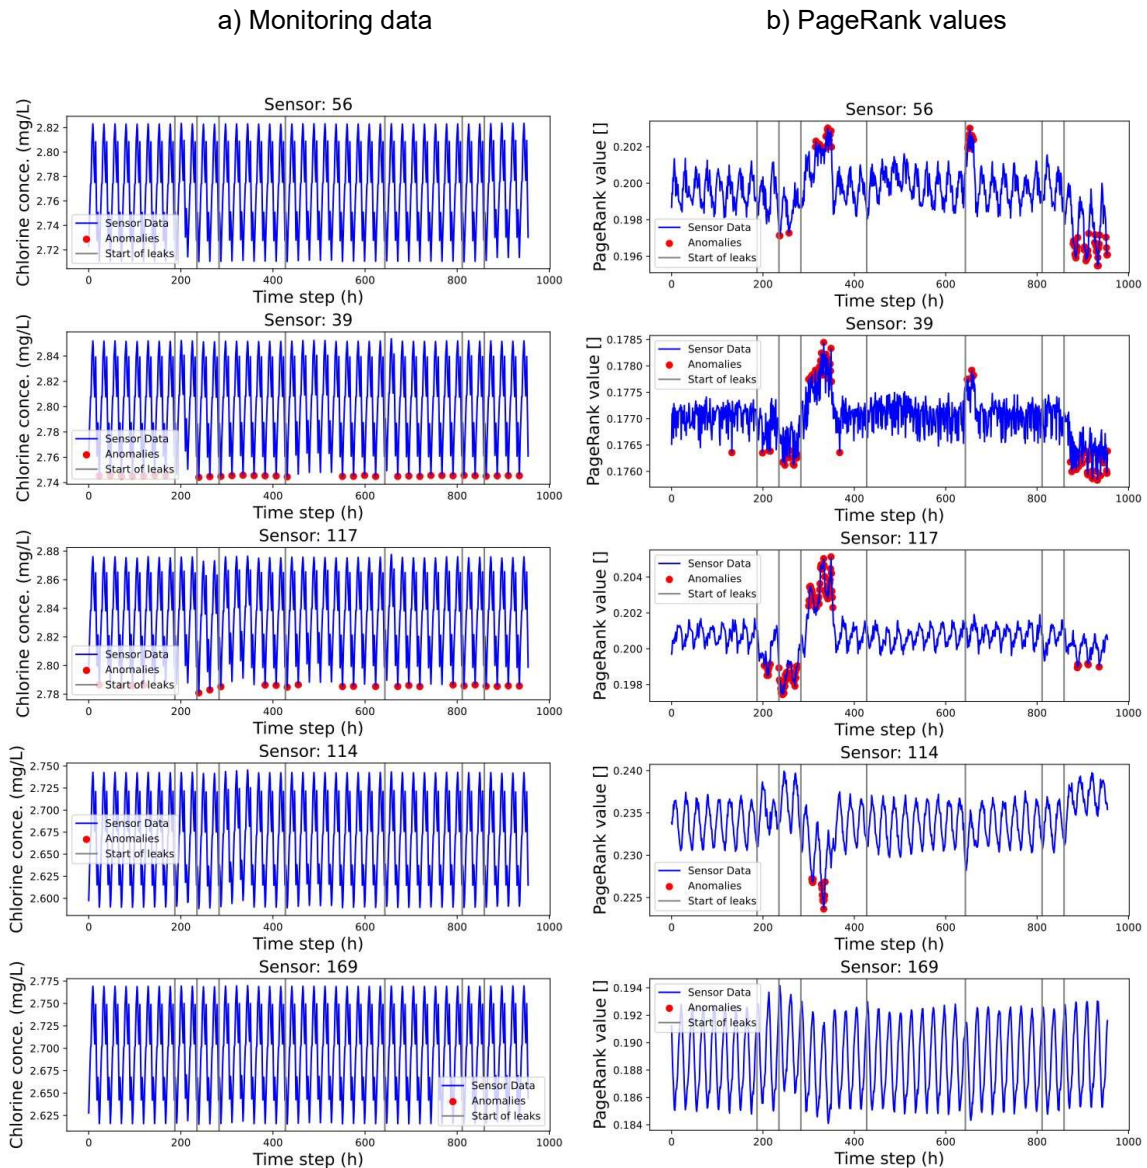 a) Monitoring data
b) PageRank values
Sensor: 56
Chlorine conce. (mg/L)
2.82
2.80
2.78
2.76
2.74
2.72
Sensor Data
Anomalies
Start of leaks
0 200 400 600 800 1000
Time step (h)
Sensor: 56
PageRank value []
0.202
0.200
0.198
0.196
Sensor Data
Anomalies
Start of leaks
0 200 400 600 800 1000
Time step (h)
Sensor: 39
Chlorine conce. (mg/L)
2.84
2.82
2.80
2.78
2.76
2.74
Sensor Data
Anomalies
Start of leaks
0 200 400 600 800 1000
Time step (h)
Sensor: 39
PageRank value []
0.1785
0.1780
0.1775
0.1770
0.1765
0.1760
Sensor Data
Anomalies
Start of leaks
0 200 400 600 800 1000
Time step (h)
Sensor: 117
Chlorine conce. (mg/L)
2.88
2.86
2.84
2.82
2.80
2.78
Sensor Data
Anomalies
Start of leaks
0 200 400 600 800 1000
Time step (h)
Sensor: 117
PageRank value []
0.204
0.202
0.200
0.198
Sensor Data
Anomalies
Start of leaks
0 200 400 600 800 1000
Time step (h)
Sensor: 114
Chlorine conce. (mg/L)
2.750
2.725
2.700
2.675
2.650
2.625
2.600
Sensor Data
Anomalies
Start of leaks
0 200 400 600 800 1000
Time step (h)
Sensor: 114
PageRank value []
0.240
0.235
0.230
0.225
Sensor Data
Anomalies
Start of leaks
0 200 400 600 800 1000
Time step (h)
Sensor: 169
Chlorine conce. (mg/L)
2.775
2.750
2.725
2.700
2.675
2.650
2.625
Sensor Data
Anomalies
Start of leaks
0 200 400 600 800 1000
Time step (h)
Sensor: 169
PageRank value []
0.194
0.192
0.190
0.188
0.186
0.184
Sensor Data
Anomalies
Start of leaks
0 200 400 600 800 1000
Time step (h)